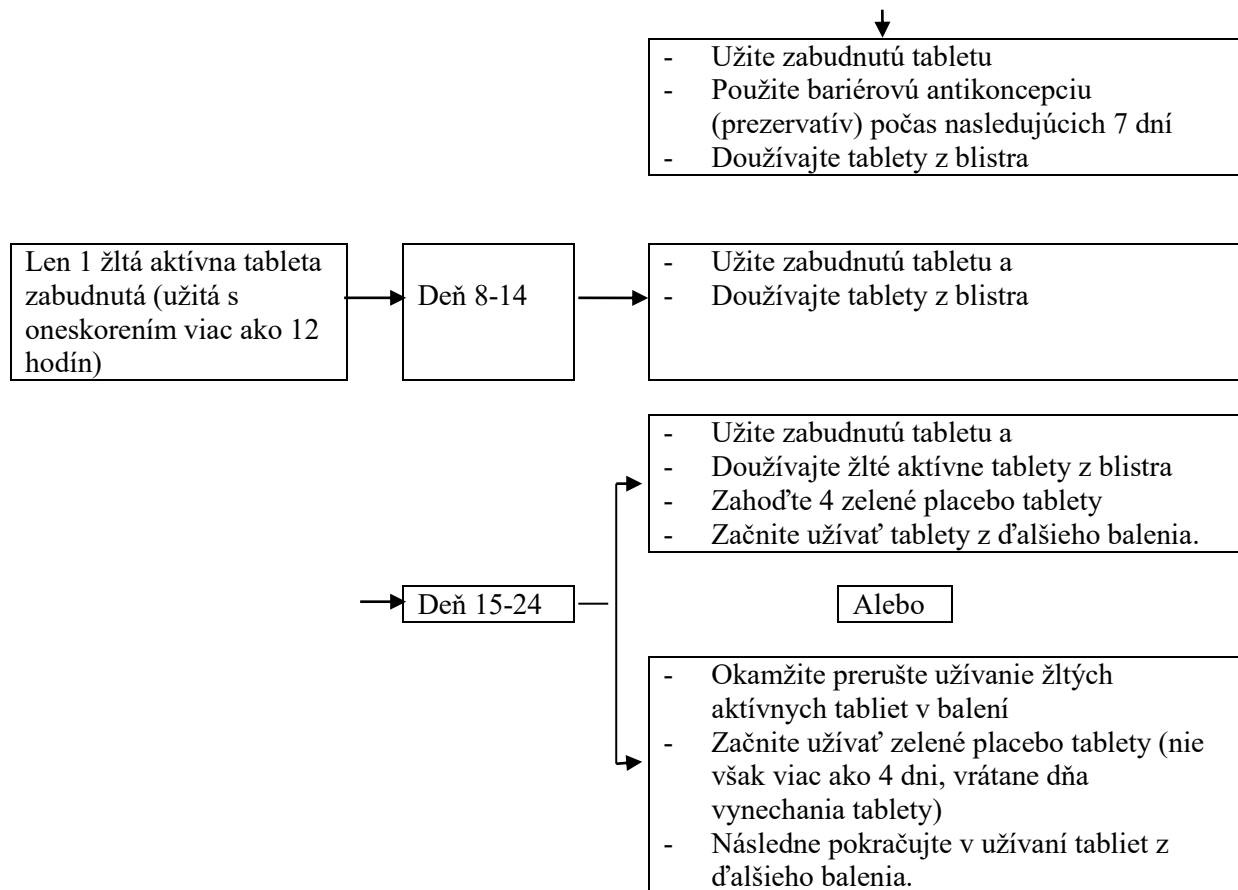 - Užite zabudnutú tabletu
- Použite bariérovú antikoncepciu
(prezervatív) počas nasledujúcich 7 dní
- Doužívajte tablety z blistra
Len 1 žltá aktívna tableta
zabudnutá (užitá s
oneskorením viac ako 12
hodín)
Deň 8-14
- Užite zabudnutú tabletu a
- Doužívajte tablety z blistra
- Užite zabudnutú tabletu a
- Doužívajte žlté aktívne tablety z blistra
- Zahoďte 4 zelené placebo tablety
- Začnite užívať tablety z ďalšieho balenia.
Deň 15-24
Alebo
- Okamžite prerušte užívanie žltých
aktívnych tabliet v balení
- Začnite užívať zelené placebo tablety (nie
však viac ako 4 dni, vrátane dňa
vynechania tablety)
- Následne pokračujte v užívaní tabliet z
ďalšieho balenia.